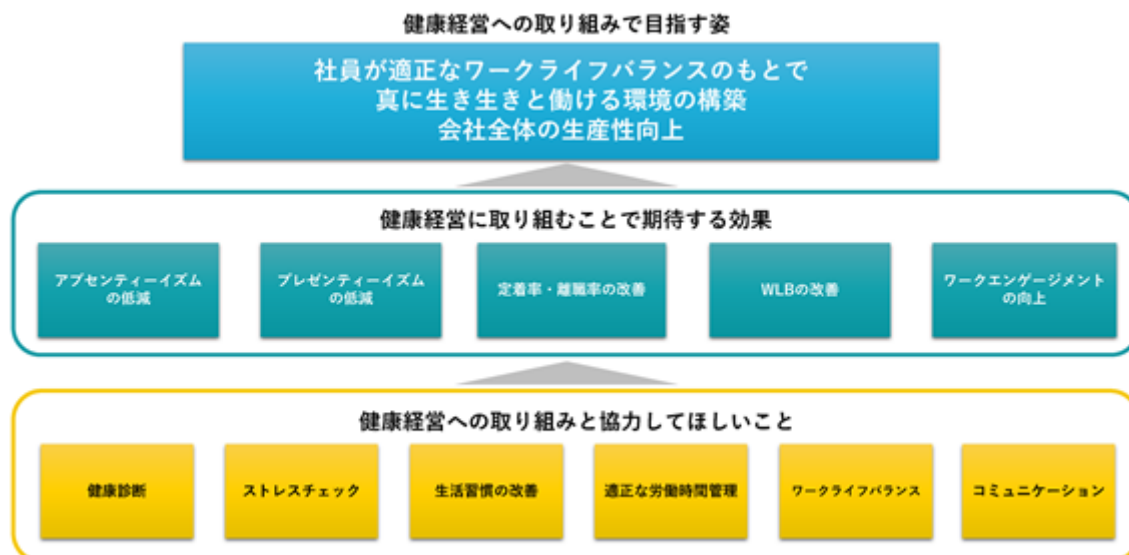 健康経営への取り組みで目指す姿
社員が適正なワークライフバランスのもとで
真に生き生きと働ける環境の構築
会社全体の生産性向上
健康経営に取り組むことで期待する効果
アブセンティーイズム
の低減
プレゼンティーイズム
の低減
定着率・離職率の改善
WLBの改善
ワークエンゲージメント
の向上
健康経営への取り組みと協力してほしいこと
健康診断
ストレスチェック
生活習慣の改善
適正な労働時間管理
ワークライフバランス
コミュニケーション